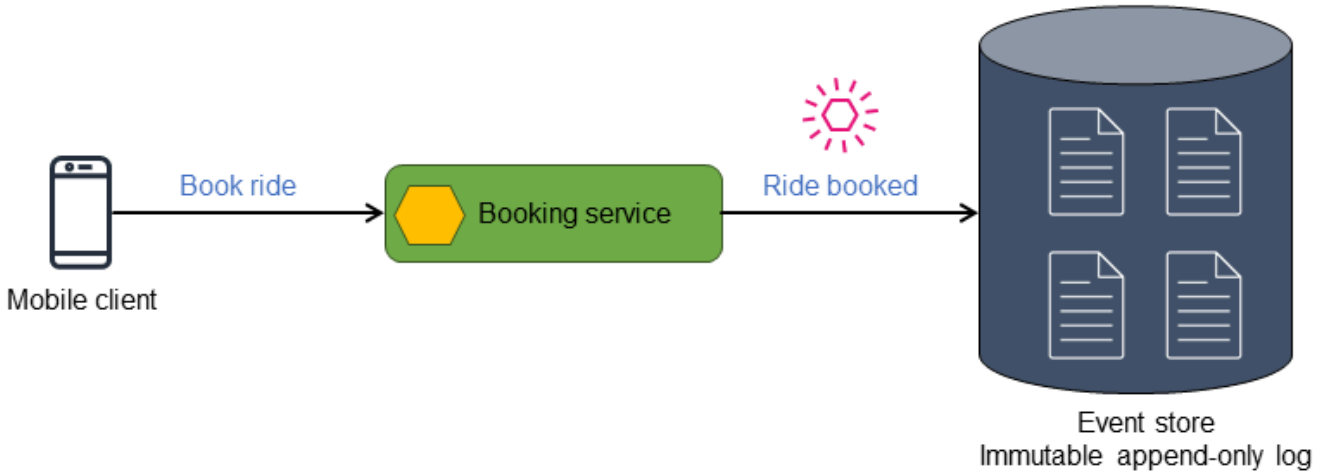 Book ride
Booking service
Ride booked
Mobile client
Event store
Immutable append-only log